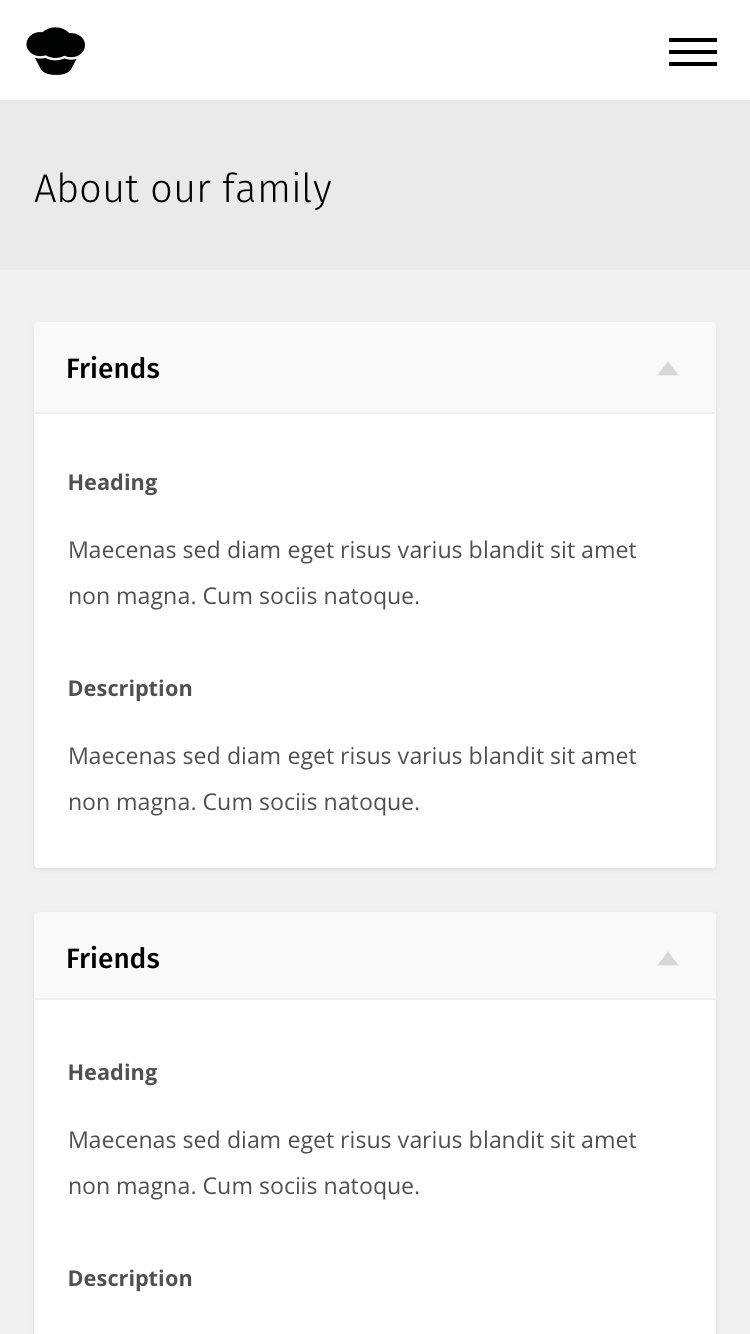 About our family
Friends
Heading
Maecenas sed diam eget risus varius blandit sit amet
non magna. Cum sociis natoque.
Description
Maecenas sed diam eget risus varius blandit sit amet
non magna. Cum sociis natoque.
Friends
Heading
Maecenas sed diam eget risus varius blandit sit amet
non magna. Cum sociis natoque.
Description